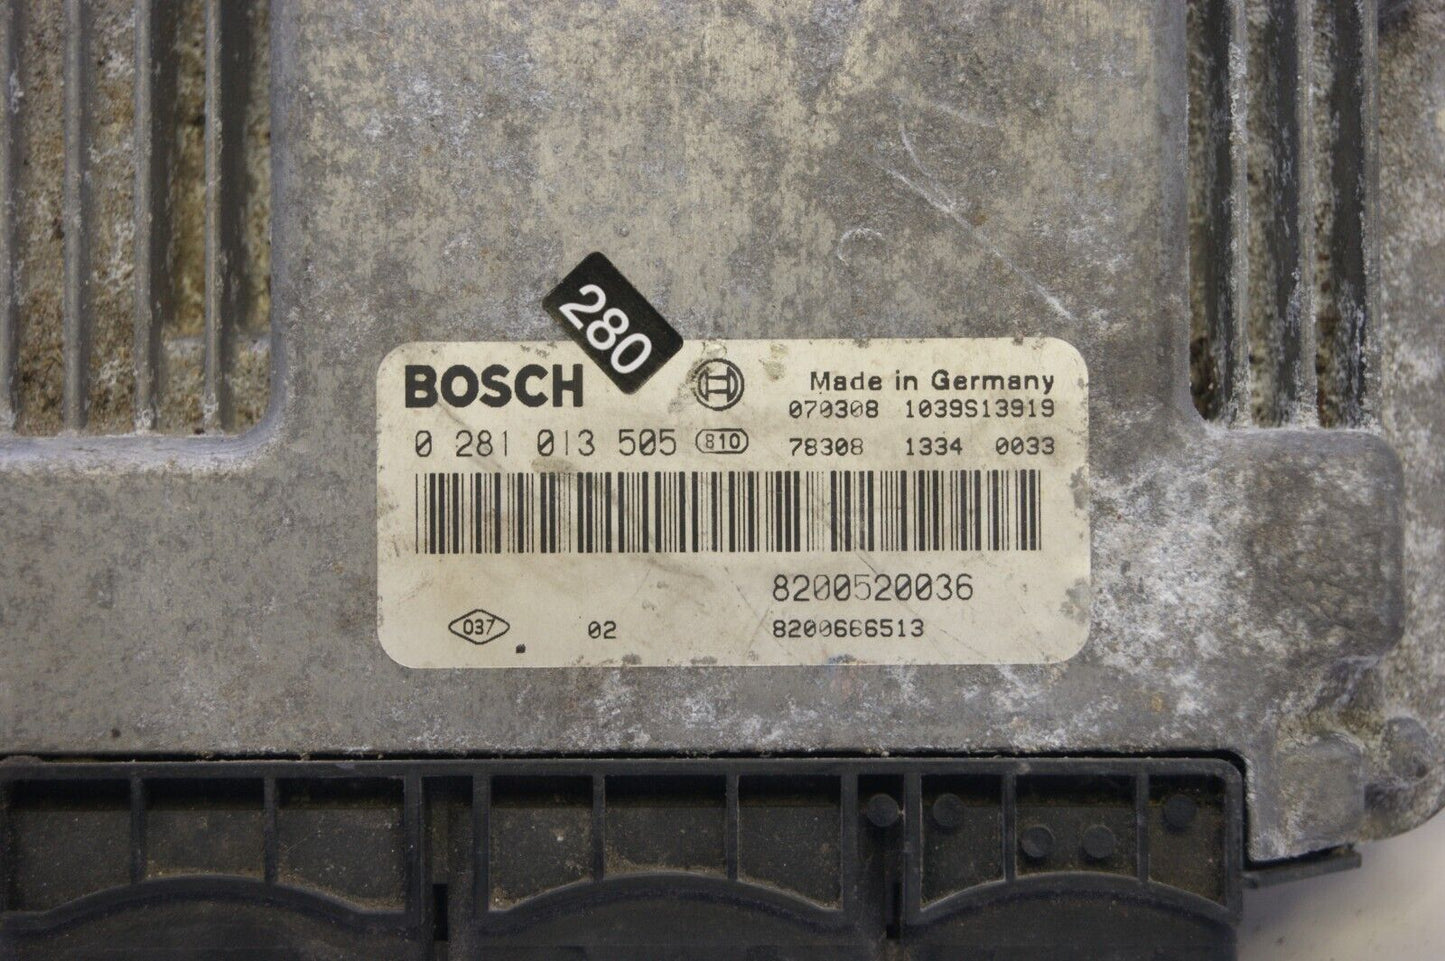 280
BOSCH
Made in Germany
070308 1039S13919
0 281 013 505 810
78308 1334 0033
8200520036
037 02 8200666513